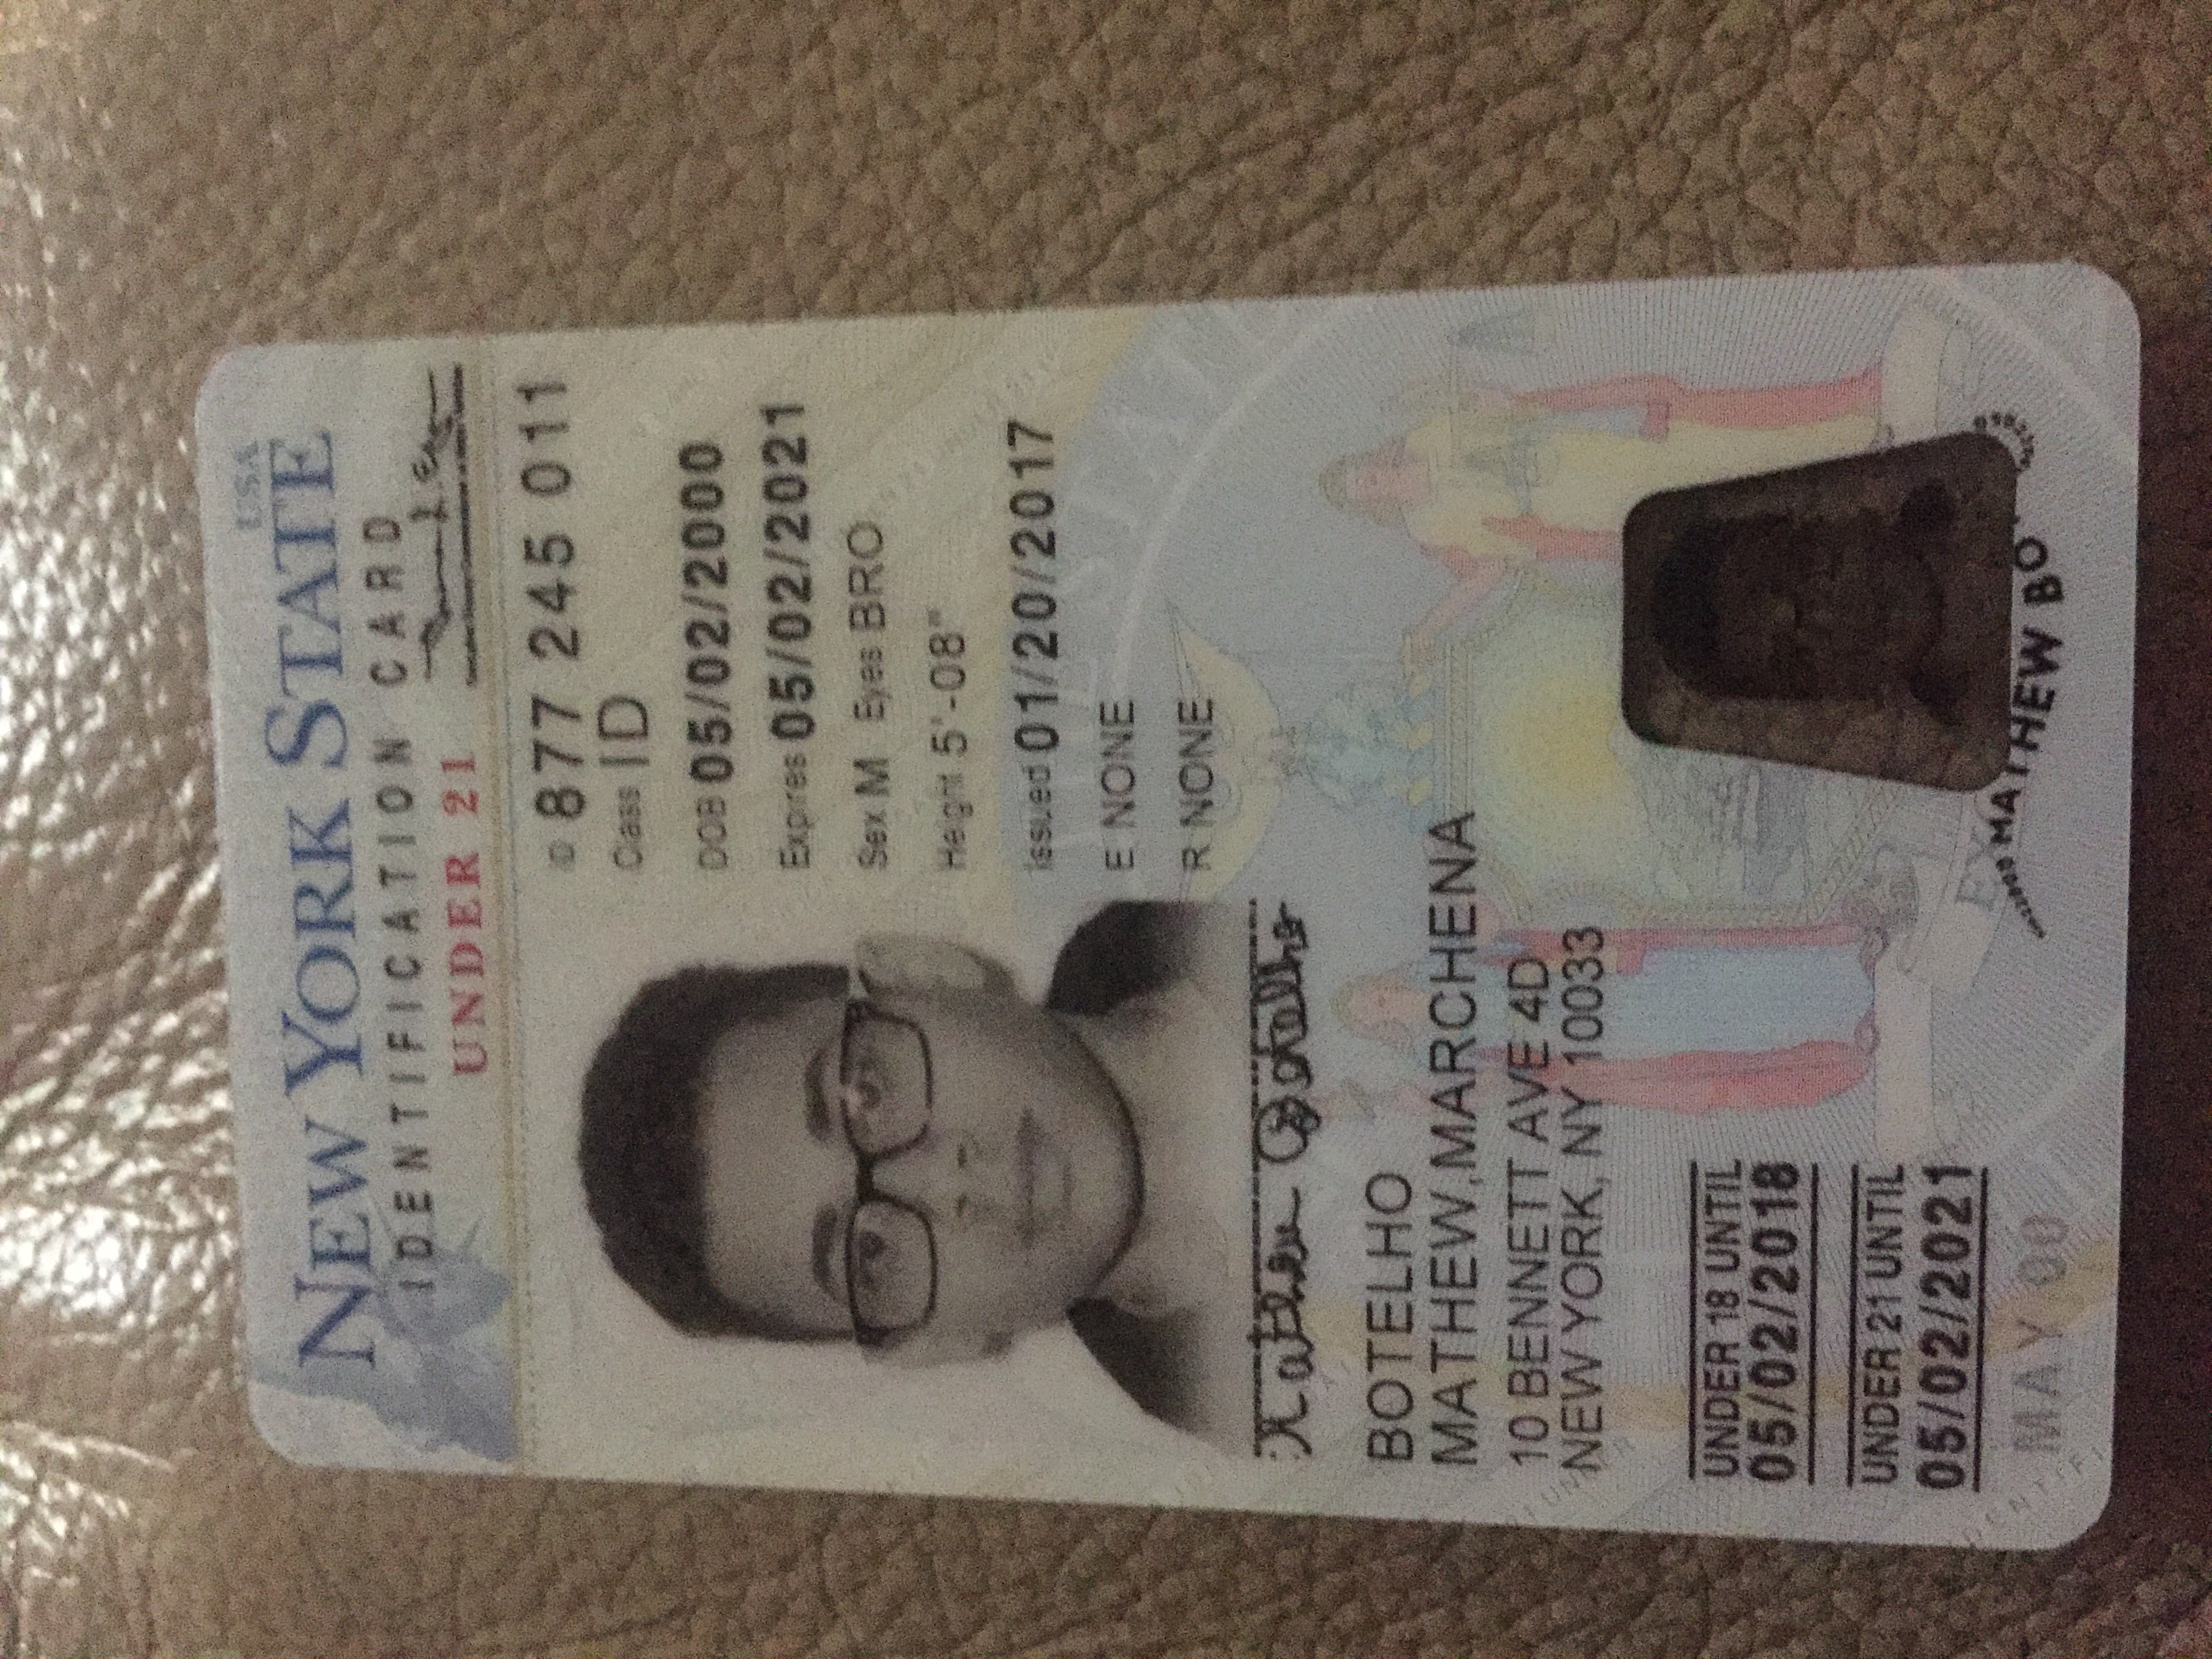 USA
NEW YORK STATE
IDENTIFICATION CARD
UNDER 21
ID 877 245 011
Class ID
DOB 05/02/2000
Expires 05/02/2021
Sex M Eyes BRO
Height 5'-08"
Issued 01/20/2017
E NONE
R NONE
Mathew Botelho
BOTELHO
MATHEW,MARCHENA
10 BENNETT AVE 4D
NEW YORK, NY 10033
UNDER 18 UNTIL
05/02/2018
UNDER 21 UNTIL
05/02/2021
MAY 00
MATHEW BO